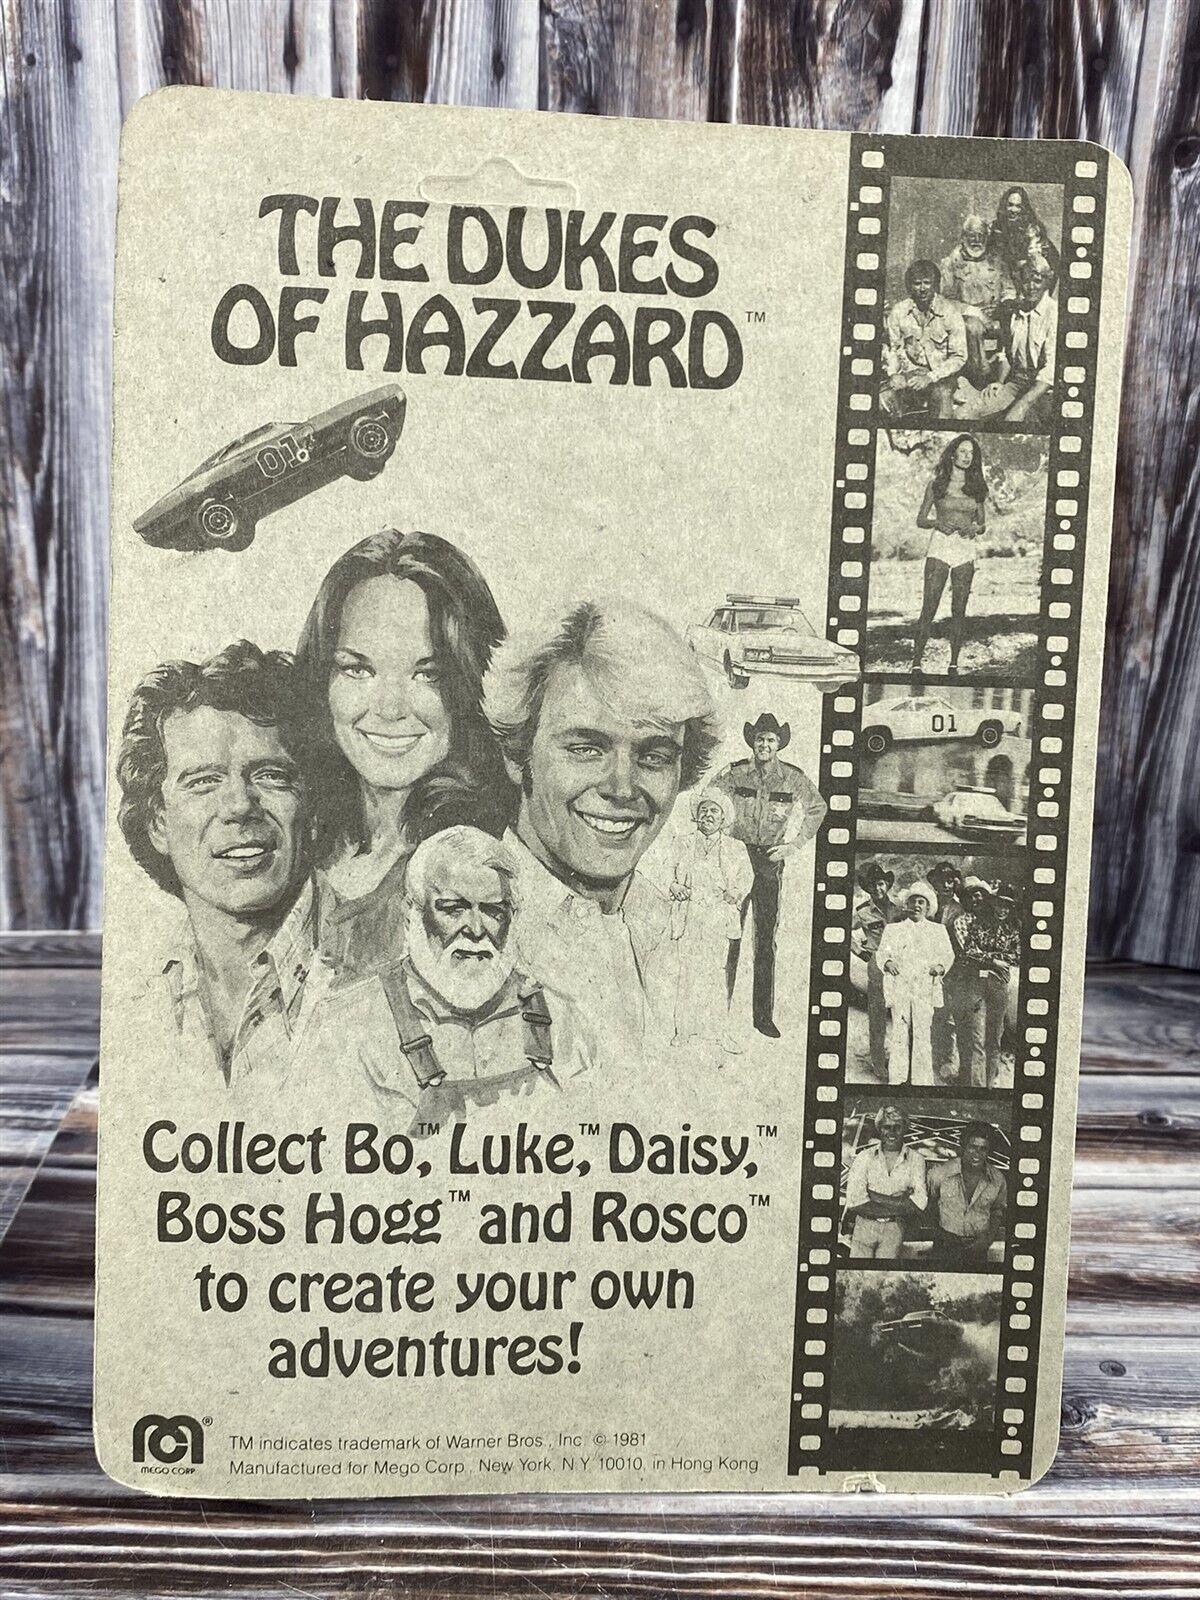 THE DUKES
OF HAZZARD™
01
01
Collect Bo,™ Luke,™ Daisy,™
Boss Hogg™ and Rosco™
to create your own
adventures!
®
MEGO CORP.
TM indicates trademark of Warner Bros., Inc. © 1981
Manufactured for Mego Corp., New York, N.Y. 10010, in Hong Kong